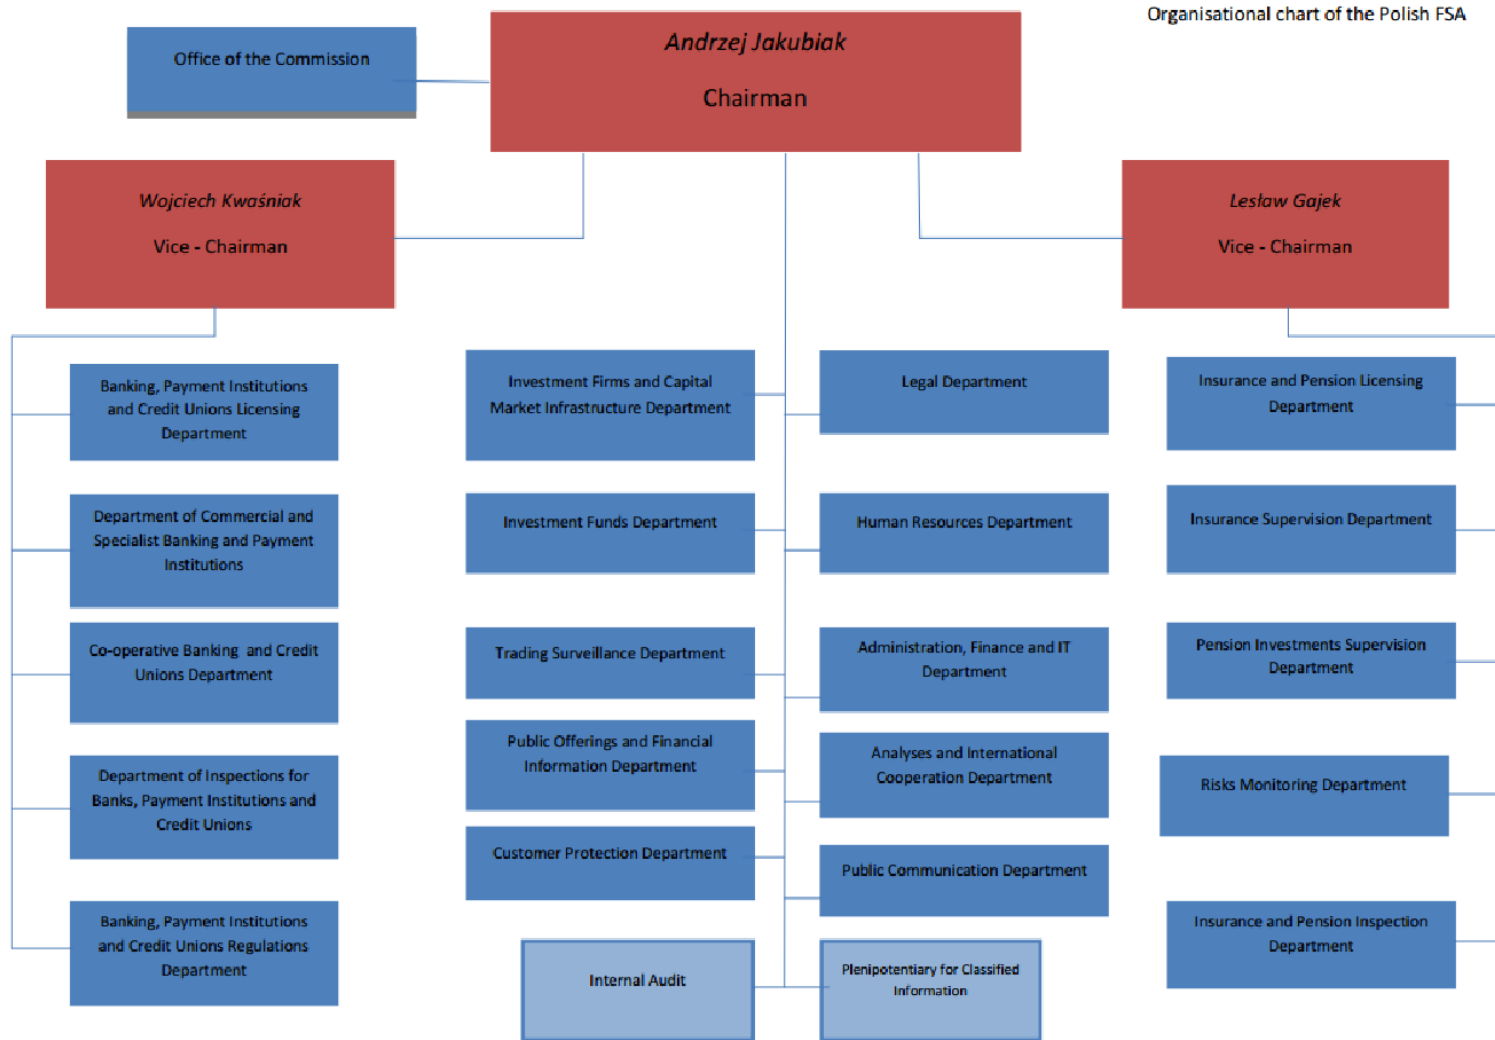 Organisational chart of the Polish FSA
Office of the Commission
Andrzej Jakubiak
Chairman
Wojciech Kwaśniak
Vice - Chairman
Lesław Gajek
Vice - Chairman
Banking, Payment Institutions
and Credit Unions Licensing
Department
Department of Commercial and
Specialist Banking and Payment
Institutions
Co-operative Banking and Credit
Unions Department
Department of Inspections for
Banks, Payment Institutions and
Credit Unions
Banking, Payment Institutions
and Credit Unions Regulations
Department
Investment Firms and Capital
Market Infrastructure Department
Investment Funds Department
Trading Surveillance Department
Public Offerings and Financial
Information Department
Customer Protection Department
Internal Audit
Legal Department
Human Resources Department
Administration, Finance and IT
Department
Analyses and International
Cooperation Department
Public Communication Department
Plenipotentiary for Classified
Information
Insurance and Pension Licensing
Department
Insurance Supervision Department
Pension Investments Supervision
Department
Risks Monitoring Department
Insurance and Pension Inspection
Department